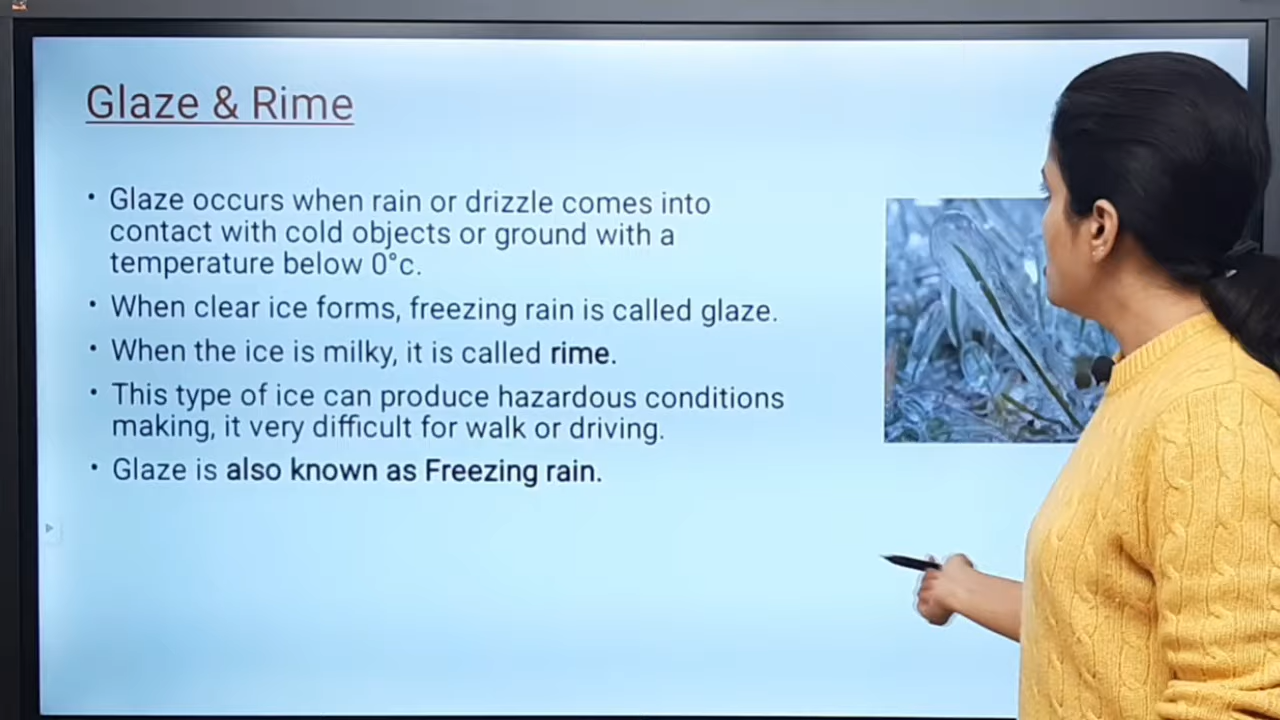 Glaze & Rime
• Glaze occurs when rain or drizzle comes into
contact with cold objects or ground with a
temperature below 0°c.
• When clear ice forms, freezing rain is called glaze.
• When the ice is milky, it is called rime.
• This type of ice can produce hazardous conditions
making, it very difficult for walk or driving.
• Glaze is also known as Freezing rain.